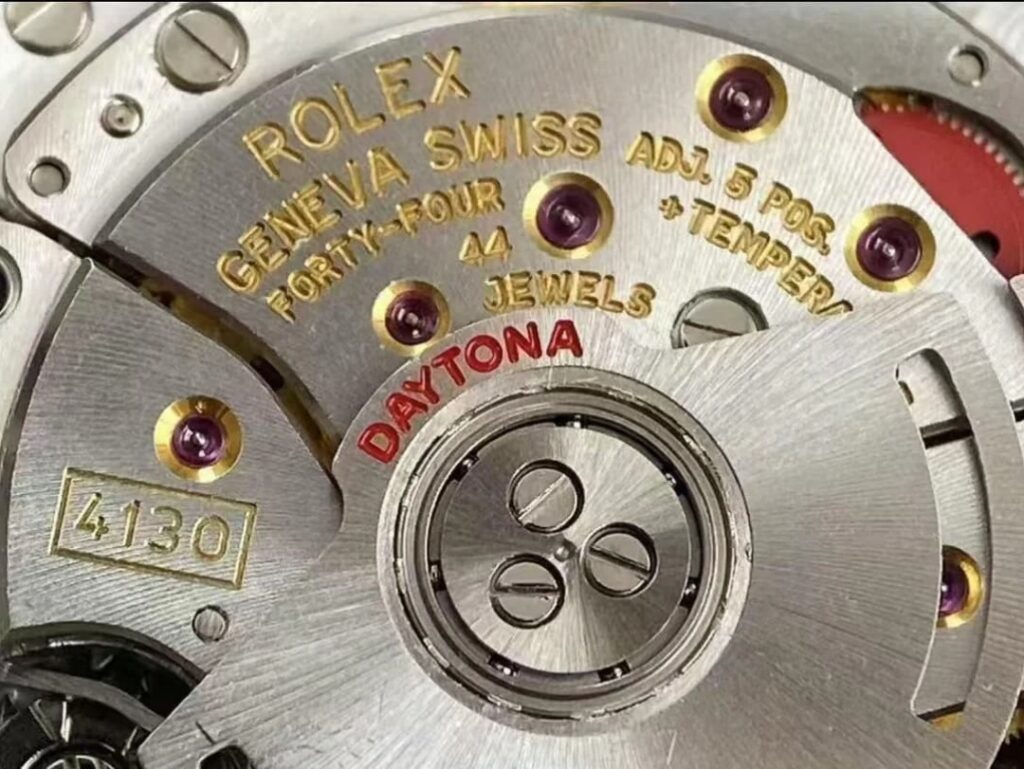 ROLEX
GENEVA SWISS
FORTY-FOUR
44
JEWELS
ADJ. 5 POS.
+TEMPERA
DAYTONA
4130